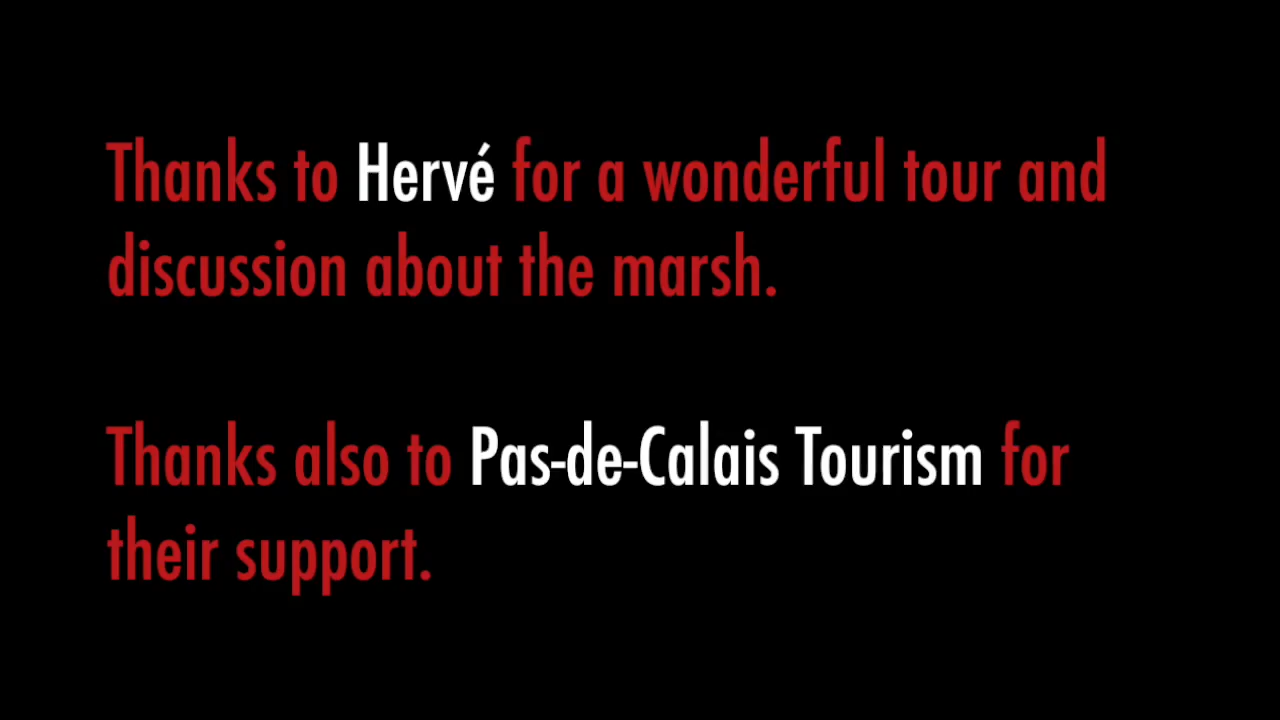 Thanks to Hervé for a wonderful tour and
discussion about the marsh.
Thanks also to Pas-de-Calais Tourism for
their support.